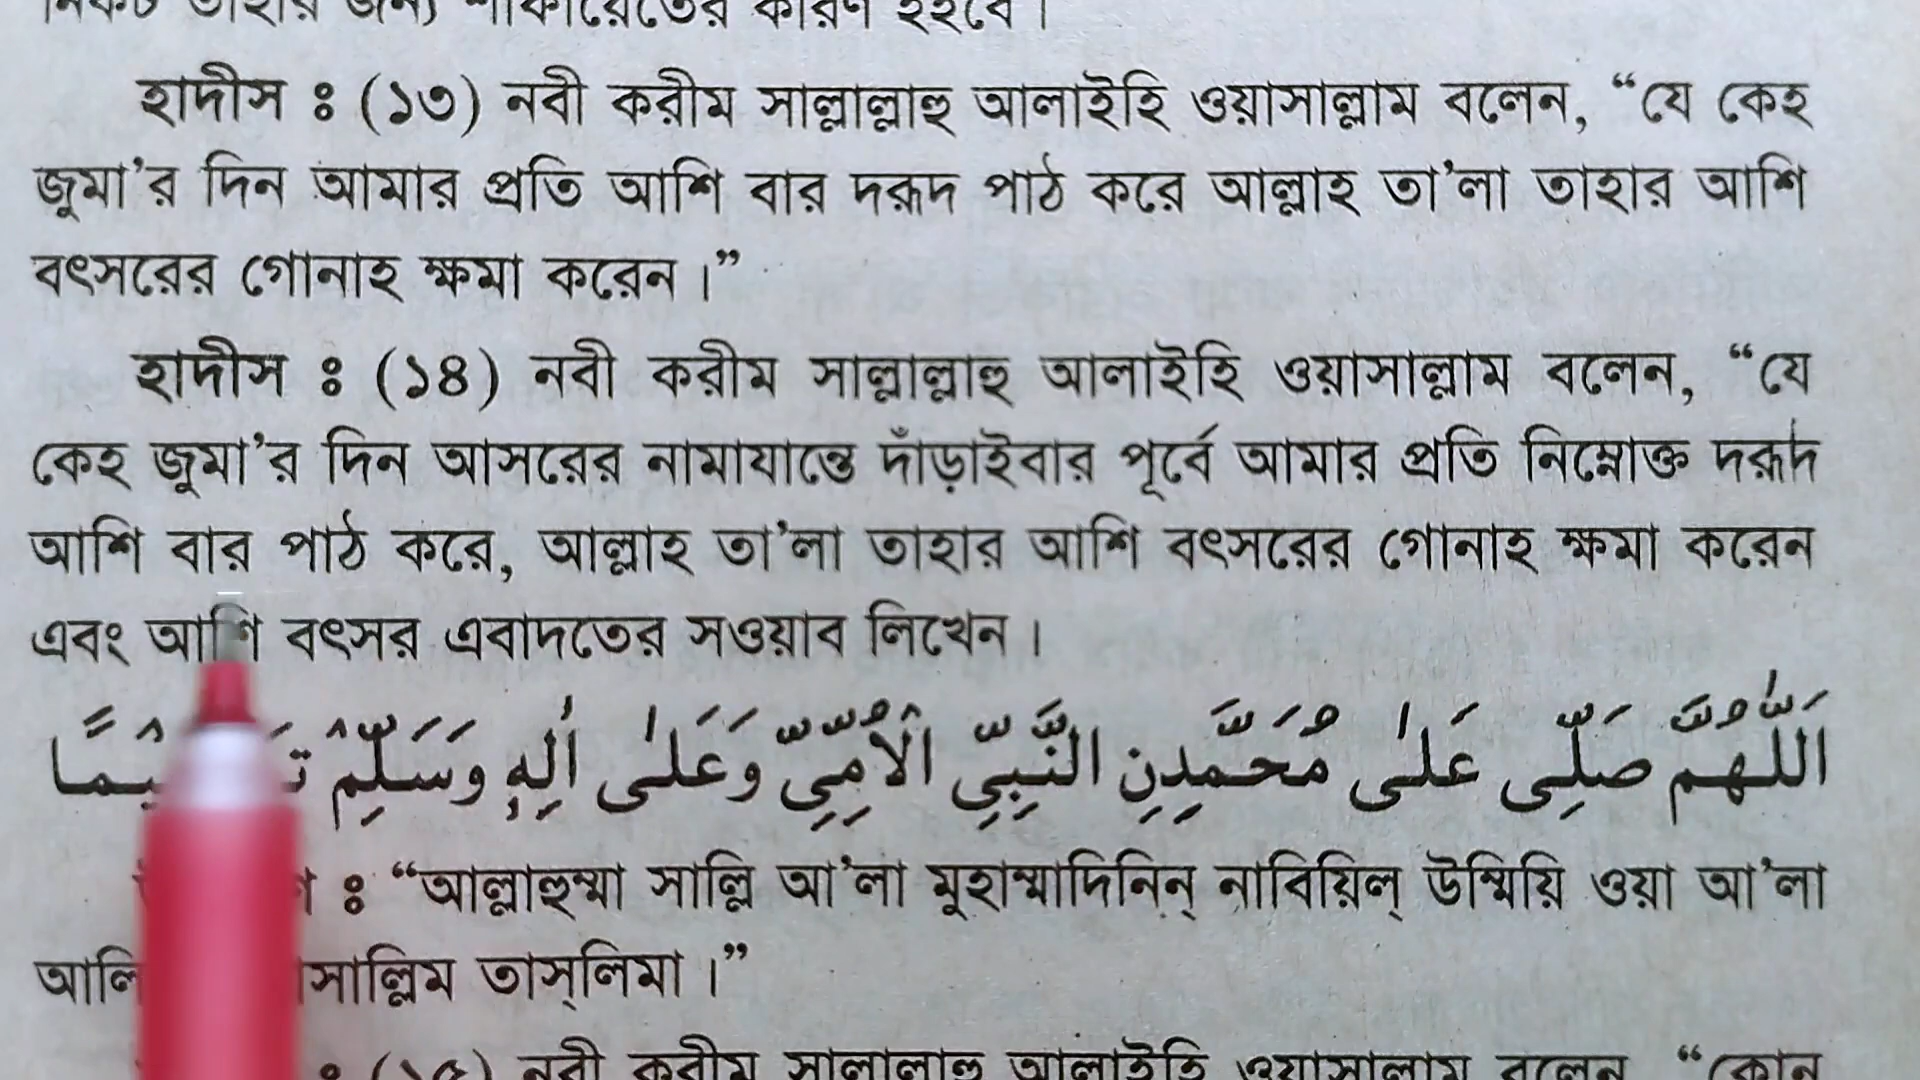 হাদীস ঃ (১৩) নবী করীম সাল্লাল্লাহু আলাইহি ওয়াসাল্লাম বলেন, “যে কেহ
জুমা’র দিন আমার প্রতি আশি বার দরূদ পাঠ করে আল্লাহ তা’লা তাহার আশি
বৎসরের গোনাহ ক্ষমা করেন।”
হাদীস ঃ (১৪) নবী করীম সাল্লাল্লাহু আলাইহি ওয়াসাল্লাম বলেন, “যে
কেহ জুমা’র দিন আসরের নামাযান্তে দাঁড়াইবার পূর্বে আমার প্রতি নিম্নোক্ত দরূদ
আশি বার পাঠ করে, আল্লাহ তা’লা তাহার আশি বৎসরের গোনাহ ক্ষমা করেন
এবং আশি বৎসর এবাদতের সওয়াব লিখেন।
اَللّٰهُمَّ صَلِّى عَلٰى مُحَمَّدِنِ النَّبِيِّ الْاُمِّيِّ وَعَلٰى اٰلِهٖ وَسَلِّمْ
ঃ “আল্লাহুম্মা সাল্লি আ’লা মুহাম্মাদিনিন্ নাবিয়িল্ উম্মিয়ি ওয়া আ’লা
তাস্‌লিমা।”
(১৫) নবী করীম সাল্লাল্লাহু আলাইহি ওয়াসাল্লাম বলেন, “কোন